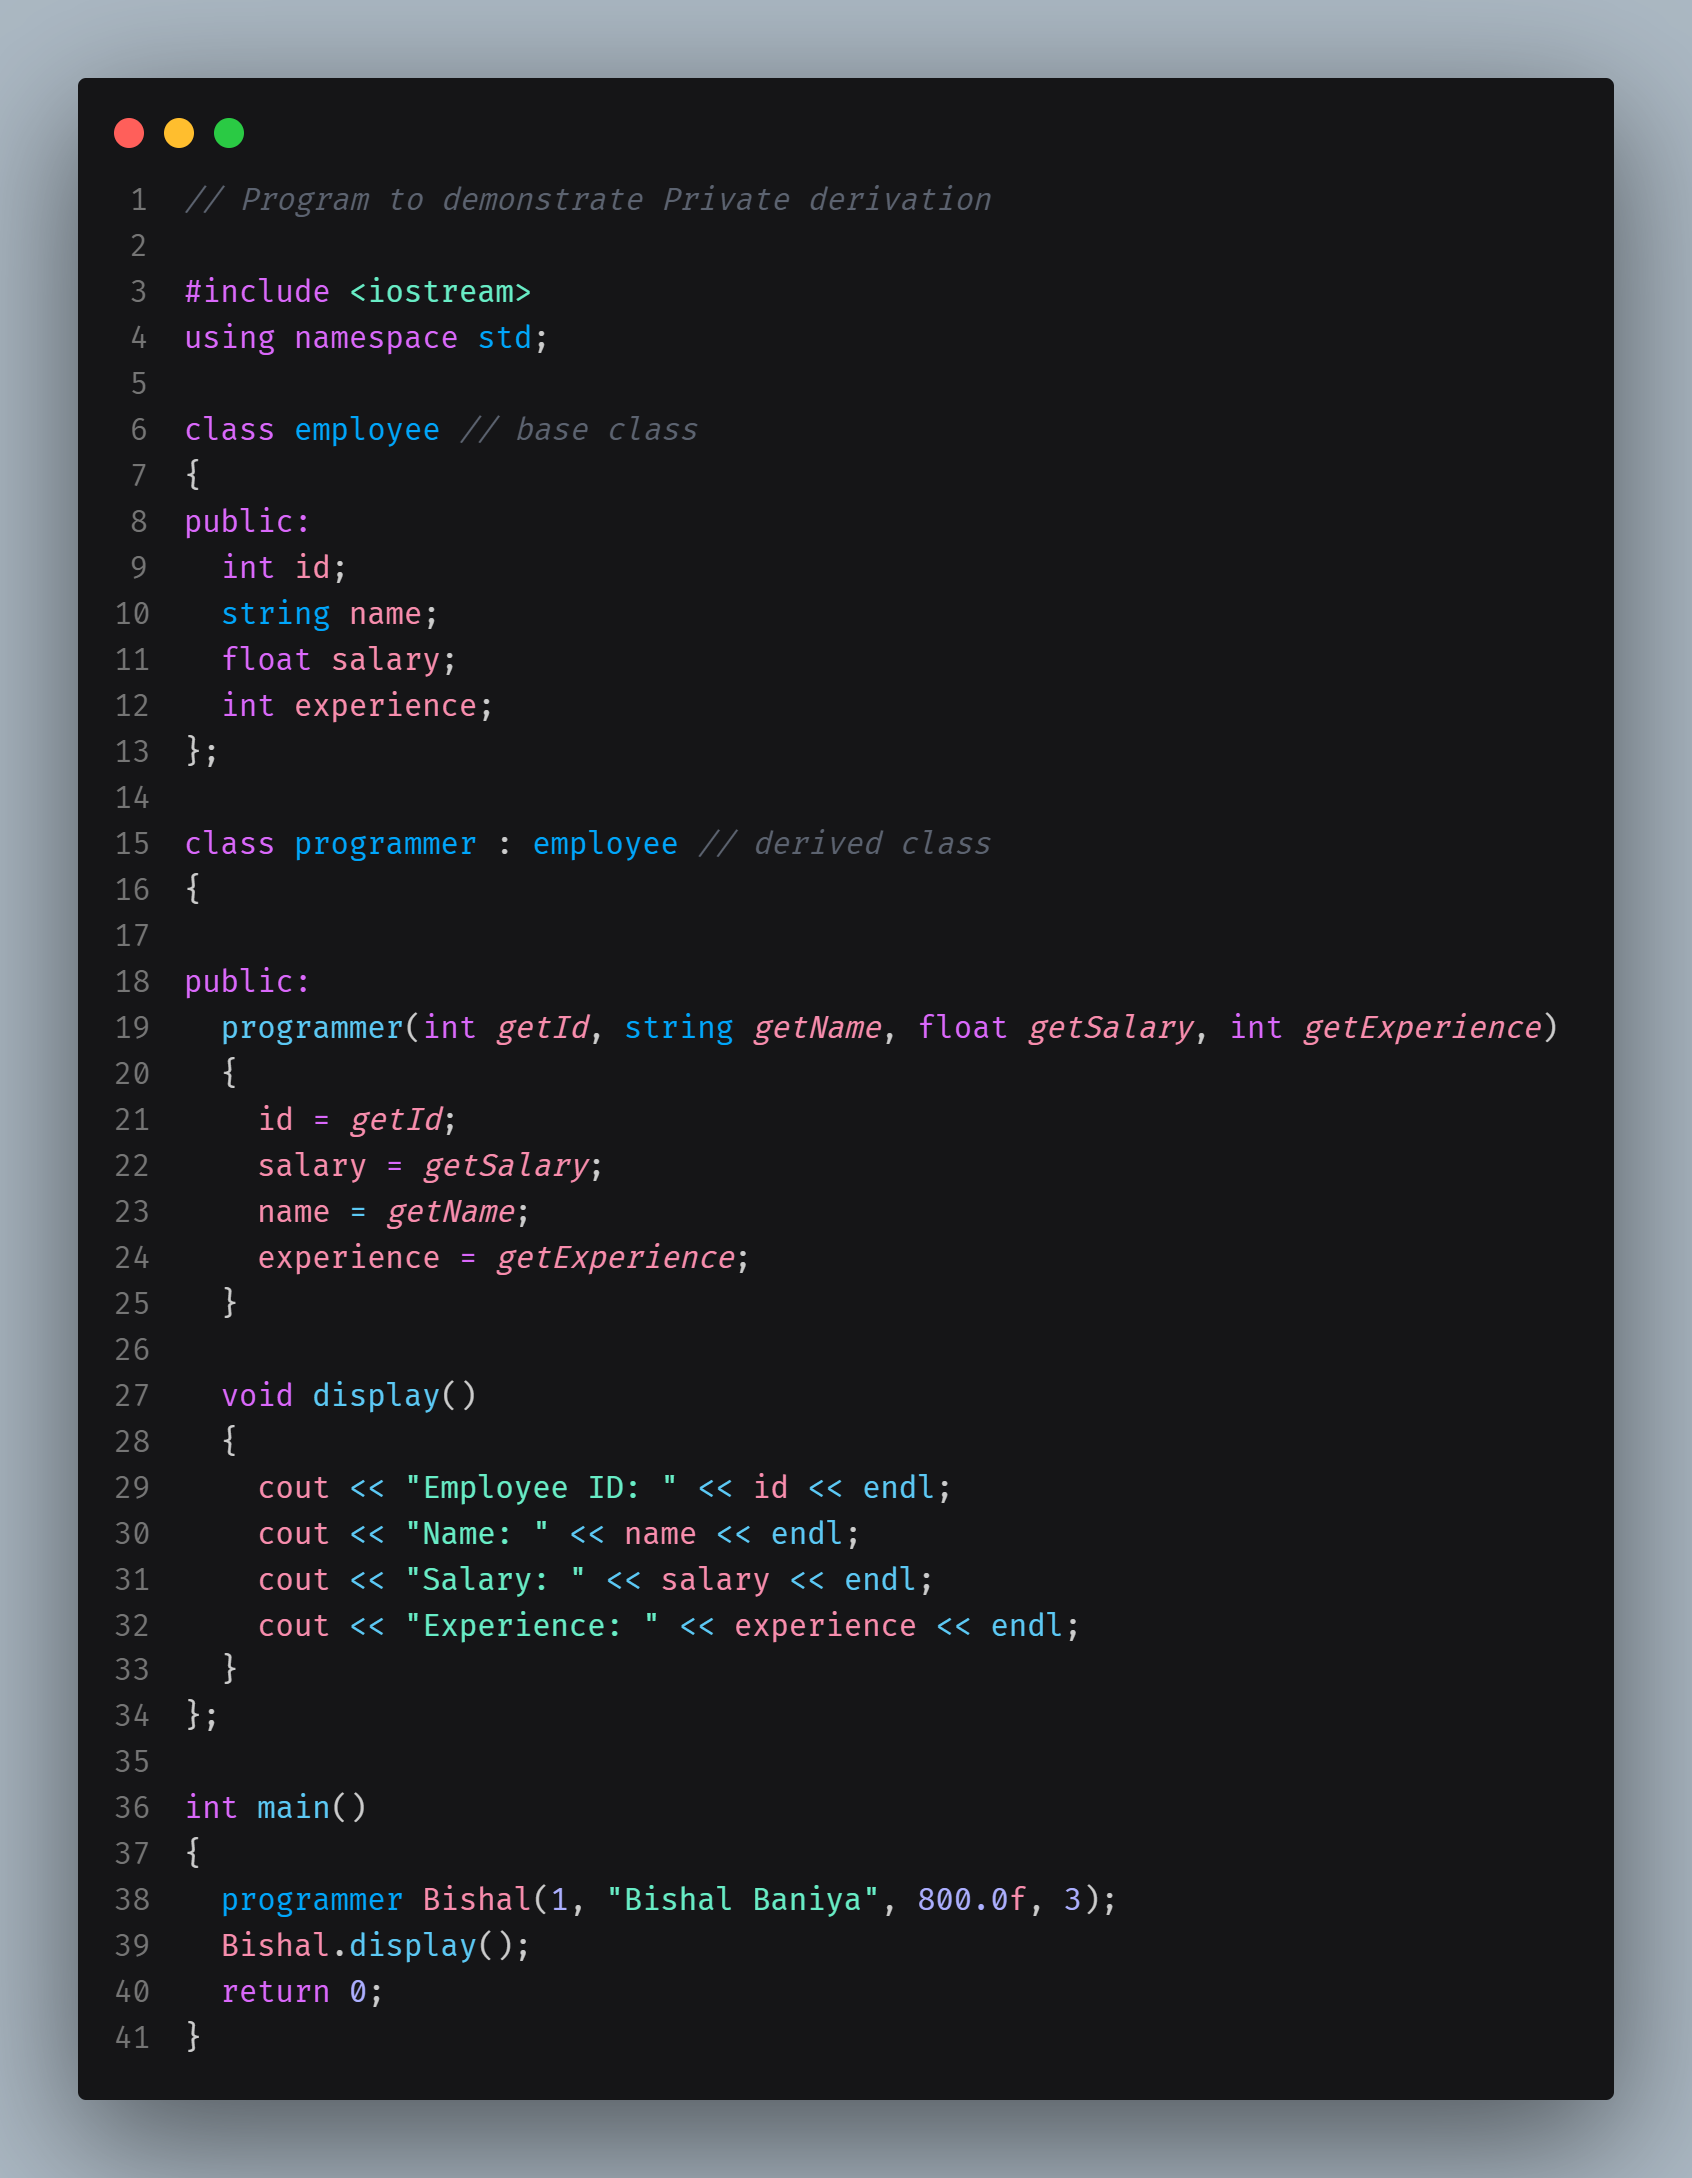 1 // Program to demonstrate Private derivation
2
3 #include <iostream>
4 using namespace std;
5
6 class employee // base class
7 {
8 public:
9   int id;
10   string name;
11   float salary;
12   int experience;
13 };
14
15 class programmer : employee // derived class
16 {
17
18 public:
19   programmer(int getId, string getName, float getSalary, int getExperience)
20   {
21     id = getId;
22     salary = getSalary;
23     name = getName;
24     experience = getExperience;
25   }
26
27   void display()
28   {
29     cout << "Employee ID: " << id << endl;
30     cout << "Name: " << name << endl;
31     cout << "Salary: " << salary << endl;
32     cout << "Experience: " << experience << endl;
33   }
34 };
35
36 int main()
37 {
38   programmer Bishal(1, "Bishal Baniya", 800.0f, 3);
39   Bishal.display();
40   return 0;
41 }